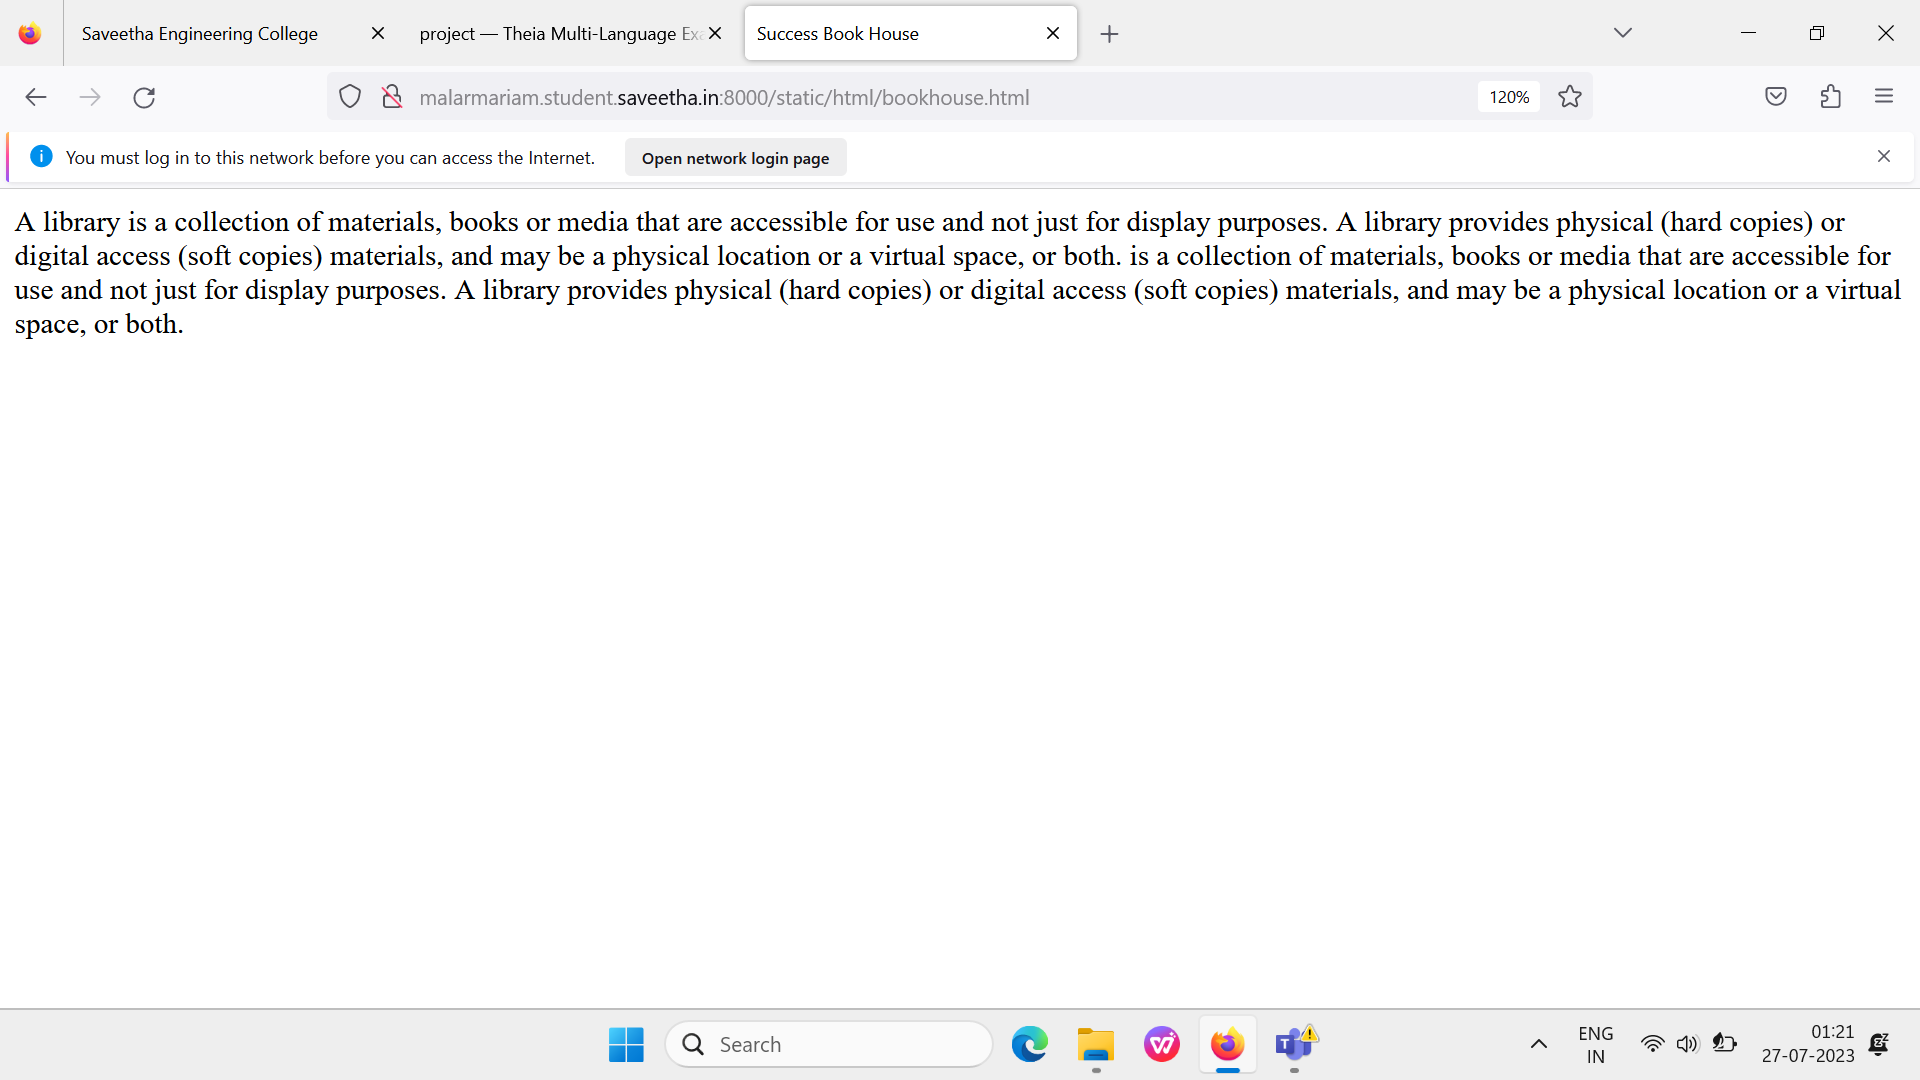 Saveetha Engineering College
project — Theia Multi-Language Exa
Success Book House
malarmariam.student.saveetha.in:8000/static/html/bookhouse.html
120%
You must log in to this network before you can access the Internet.
Open network login page
A library is a collection of materials, books or media that are accessible for use and not just for display purposes. A library provides physical (hard copies) or
digital access (soft copies) materials, and may be a physical location or a virtual space, or both. is a collection of materials, books or media that are accessible for
use and not just for display purposes. A library provides physical (hard copies) or digital access (soft copies) materials, and may be a physical location or a virtual
space, or both.
Search
ENG
IN
01:21
27-07-2023